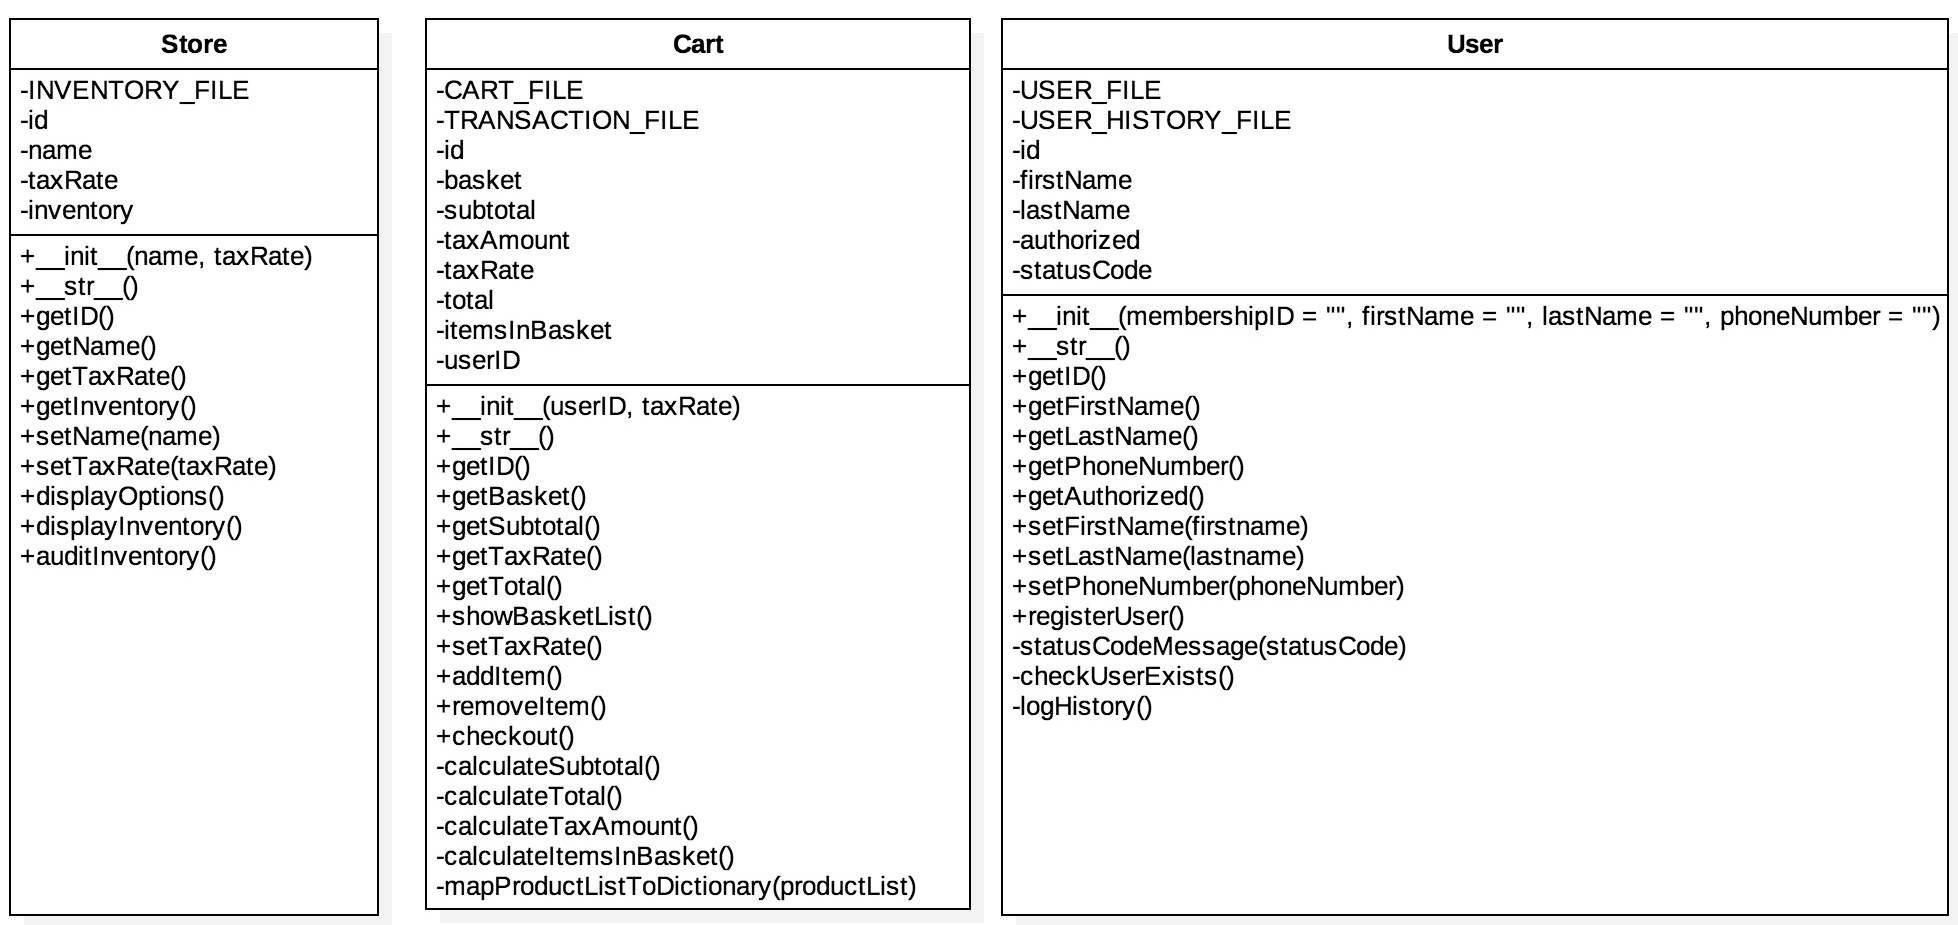 Store
-INVENTORY_FILE
-id
-name
-taxRate
-inventory
+__init__(name, taxRate)
+__str__()
+getID()
+getName()
+getTaxRate()
+getInventory()
+setName(name)
+setTaxRate(taxRate)
+displayOptions()
+displayInventory()
+auditInventory()
Cart
-CART_FILE
-TRANSACTION_FILE
-id
-basket
-subtotal
-taxAmount
-taxRate
-total
-itemsInBasket
-userID
+__init__(userID, taxRate)
+__str__()
+getID()
+getBasket()
+getSubtotal()
+getTaxRate()
+getTotal()
+showBasketList()
+setTaxRate()
+addItem()
+removeItem()
+checkout()
-calculateSubtotal()
-calculateTotal()
-calculateTaxAmount()
-calculateItemsInBasket()
-mapProductListToDictionary(productList)
User
-USER_FILE
-USER_HISTORY_FILE
-id
-firstName
-lastName
-authorized
-statusCode
+__init__(membershipID = "", firstName = "", lastName = "", phoneNumber = "")
+__str__()
+getID()
+getFirstName()
+getLastName()
+getPhoneNumber()
+getAuthorized()
+setFirstName(firstname)
+setLastName(lastname)
+setPhoneNumber(phoneNumber)
+registerUser()
-statusCodeMessage(statusCode)
-checkUserExists()
-logHistory()